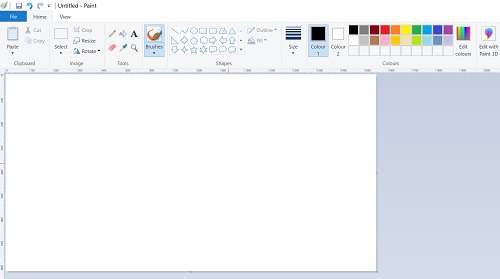 Untitled - Paint
File Home View
Paste
Cut
Copy
Clipboard
Select
Crop
Resize
Rotate
Image
A
Tools
Brushes
Outline
Fill
Shapes
Size
Colour
1
Colour
2
Edit
colours
Colours
Edit with
Paint 3D